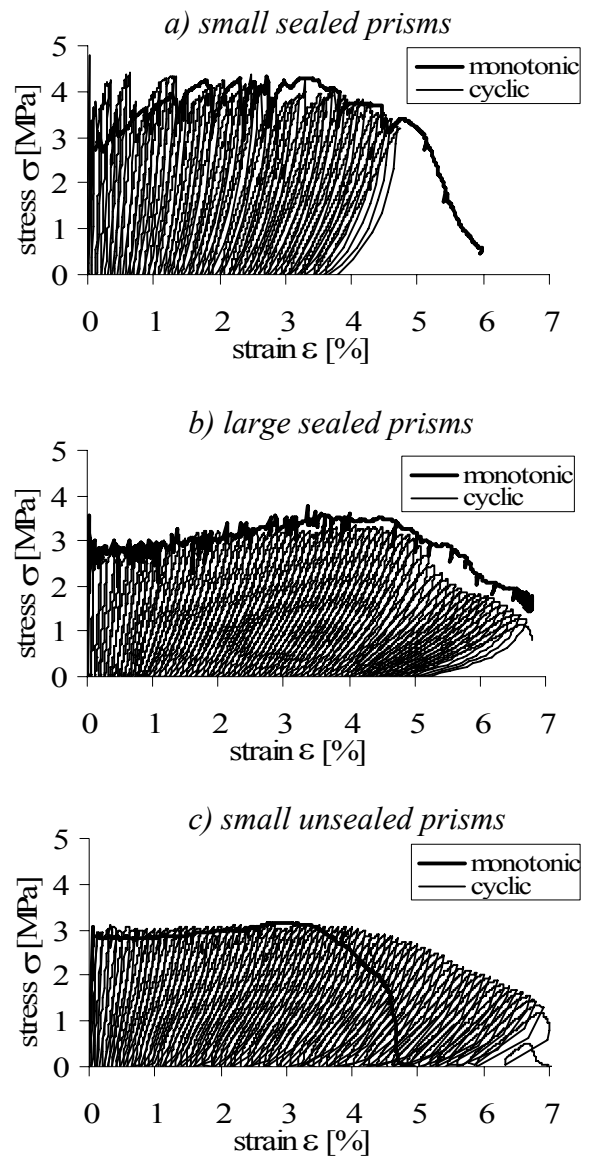 a) small sealed prisms
monotonic
cyclic
stress σ [MPa]
5
4
3
2
1
0
0 1 2 3 4 5 6 7
strain ε [%]
b) large sealed prisms
monotonic
cyclic
stress σ [MPa]
5
4
3
2
1
0
0 1 2 3 4 5 6 7
strain ε [%]
c) small unsealed prisms
monotonic
cyclic
stress σ [MPa]
5
4
3
2
1
0
0 1 2 3 4 5 6 7
strain ε [%]